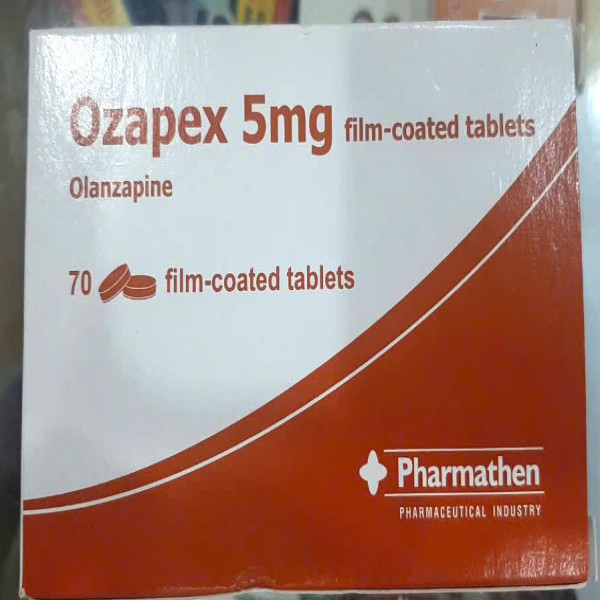 Ozapex 5mg film-coated tablets
Olanzapine
70 film-coated tablets
Pharmathen
PHARMACEUTICAL INDUSTRY